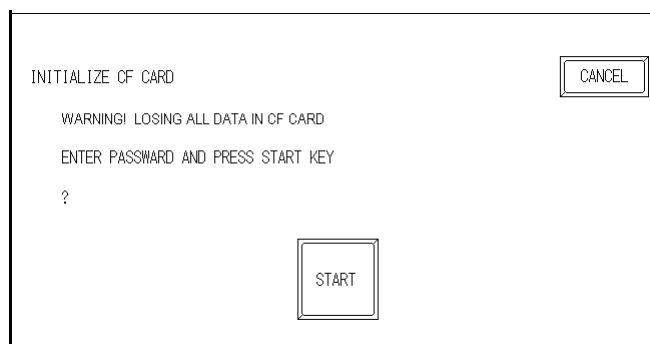 INITIALIZE CF CARD
CANCEL
WARNING! LOSING ALL DATA IN CF CARD
ENTER PASSWARD AND PRESS START KEY
?
START